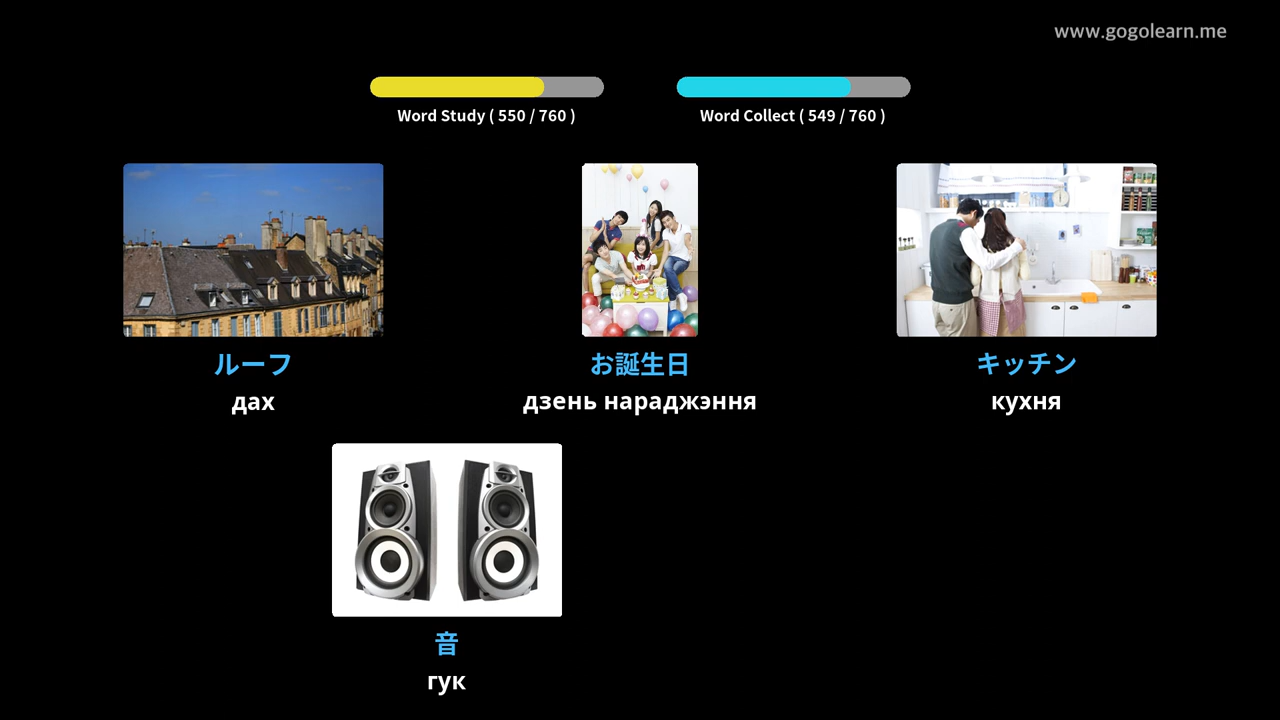 www.gogolearn.me
Word Study ( 550 / 760 )
Word Collect ( 549 / 760 )
ルーフ
дах
お誕生日
дзень нараджэння
キッチン
кухня
音
гук